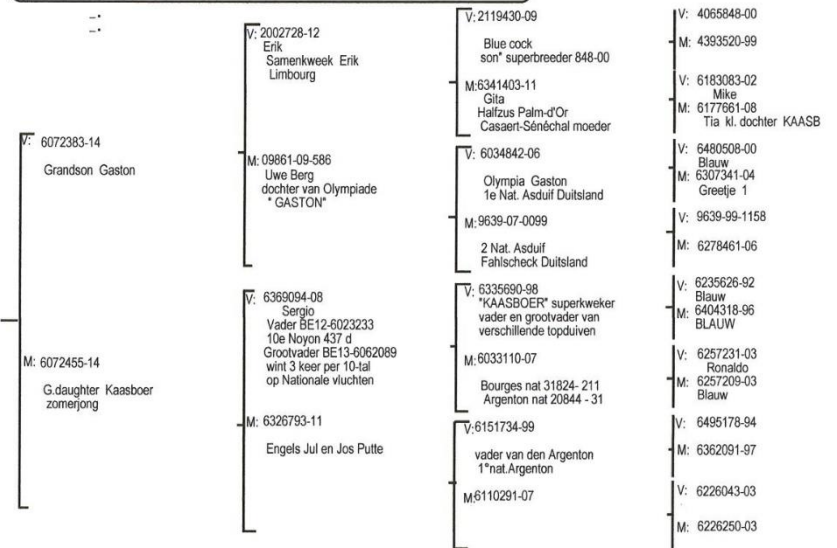 V: 6072383-14
Grandson Gaston
M: 6072455-14
G.daughter Kaasboer
zomerjong
V: 2002728-12
Erik
Samenkweek Erik
Limbourg
M: 09861-09-586
Uwe Berg
dochter van Olympiade
" GASTON"
V: 6369094-08
Sergio
Vader BE12-6023233
10e Noyon 437 d
Grootvader BE13-6062089
wint 3 keer per 10-tal
op Nationale vluchten
M: 6326793-11
Engels Jul en Jos Putte
V: 2119430-09
Blue cock
son" superbreeder 848-00
M:6341403-11
Gita
Halfzus Palm-d'Or
Casaert-Sénéchal moeder
V: 6034842-06
Olympia Gaston
1e Nat. Asduif Duitsland
M: 9639-07-0099
2 Nat. Asduif
Fahlscheck Duitsland
V: 6335690-98
"KAASBOER" superkweker
vader en grootvader van
verschillende topduiven
M:6033110-07
Bourges nat 31824- 211
Argenton nat 20844 - 31
V:6151734-99
vader van den Argenton
1°nat.Argenton
M:6110291-07
V: 4065848-00
M: 4393520-99
V: 6183083-02
Mike
M: 6177661-08
Tia kl. dochter KAASB
V: 6480508-00
Blauw
M: 6307341-04
Greetje 1
V: 9639-99-1158
M: 6278461-06
V: 6235626-92
Blauw
M: 6404318-96
BLAUW
V: 6257231-03
Ronaldo
M: 6257209-03
Blauw
V: 6495178-94
M: 6362091-97
V: 6226043-03
M: 6226250-03